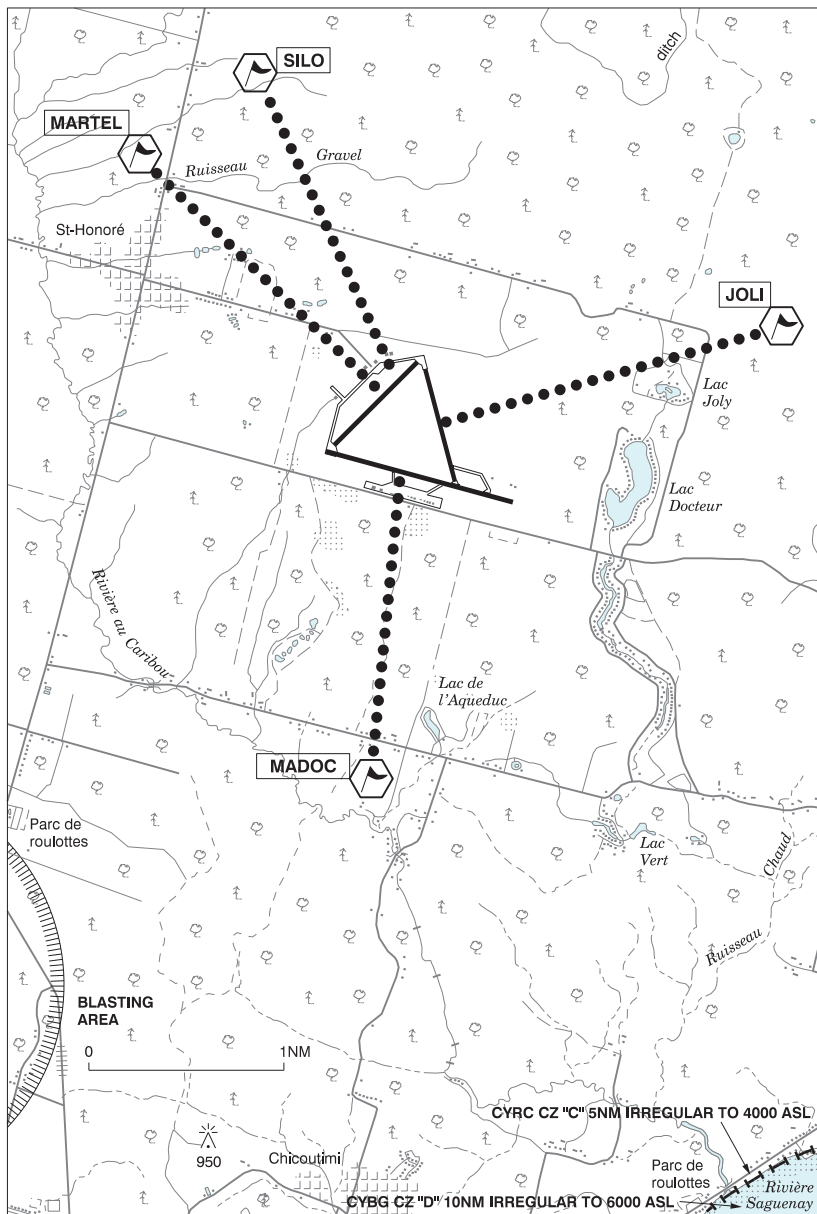 SILO
ditch
MARTEL
Ruisseau
Gravel
St-Honoré
JOLI
Lac
Joly
Lac
Docteur
Rivière au Caribou
Lac de
l'Aqueduc
MADOC
Parc de
roulottes
Lac
Vert
Chaud
Ruisseau
BLASTING
AREA
0 1NM
CYRC CZ "C" 5NM IRREGULAR TO 4000 ASL
950
Chicoutimi
Parc de
roulottes
Rivière
Saguenay
CYBG CZ "D" 10NM IRREGULAR TO 6000 ASL